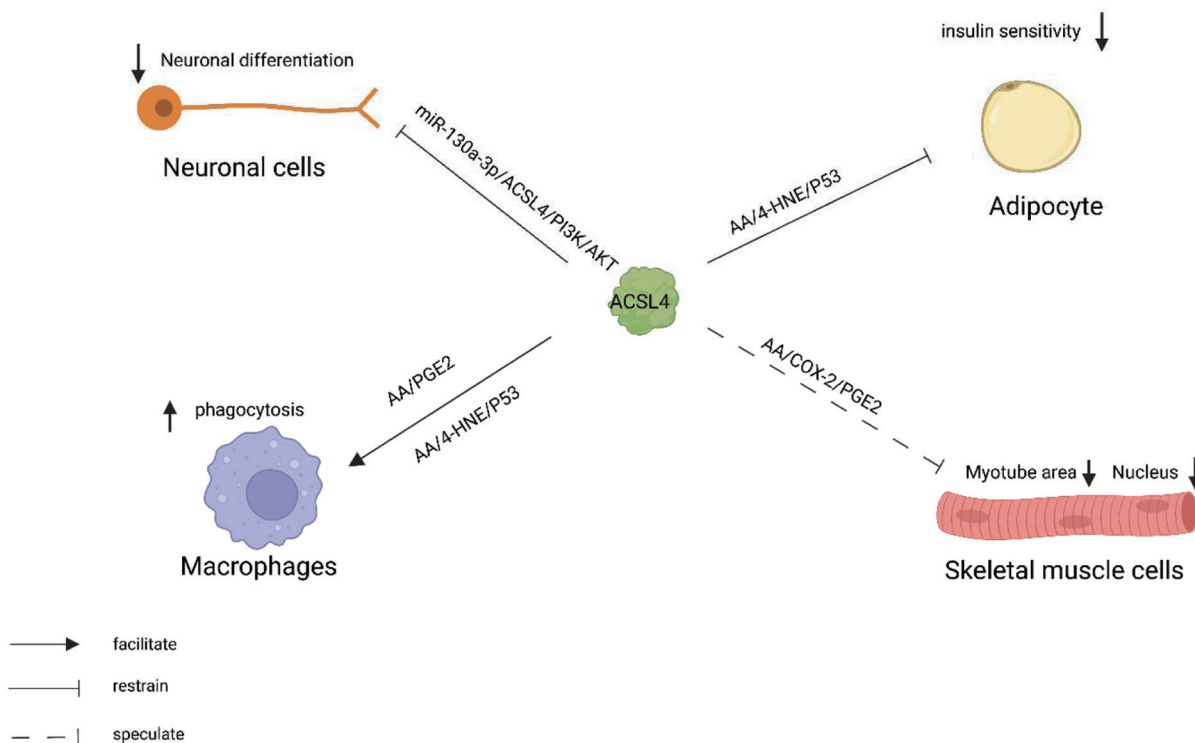 Neuronal differentiation
Neuronal cells
miR-130a-3p/ACSL4/PI3K/AKT
insulin sensitivity
Adipocyte
AA/4-HNE/P53
ACSL4
AA/PGE2
AA/4-HNE/P53
phagocytosis
Macrophages
AA/COX-2/PGE2
Myotube area Nucleus
Skeletal muscle cells
facilitate
restrain
speculate